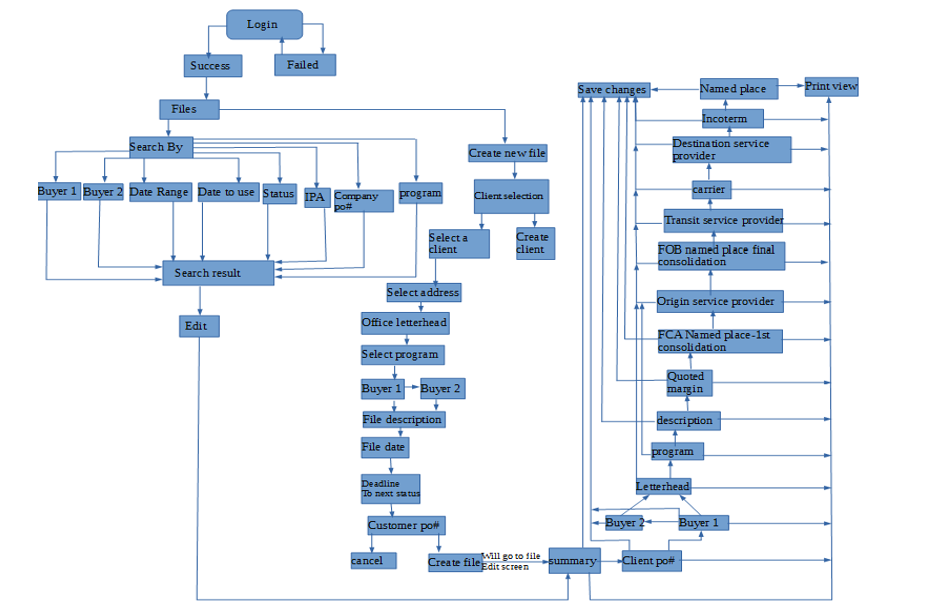 Login
Success
Failed
Files
Search By
Buyer 1
Buyer 2
Date Range
Date to use
Status
IPA
Company
po#
program
Search result
Edit
Create new file
Client selection
Select a
client
Create
client
Select address
Office letterhead
Select program
Buyer 1
Buyer 2
File description
File date
Deadline
To next status
Customer po#
cancel
Create file
Will go to file
Edit screen
summary
Save changes
Named place
Print view
Incoterm
Destination service
provider
carrier
Transit service provider
FOB named place final
consolidation
Origin service provider
FCA Named place-1st
consolidation
Quoted
margin
description
program
Letterhead
Buyer 2
Buyer 1
Client po#